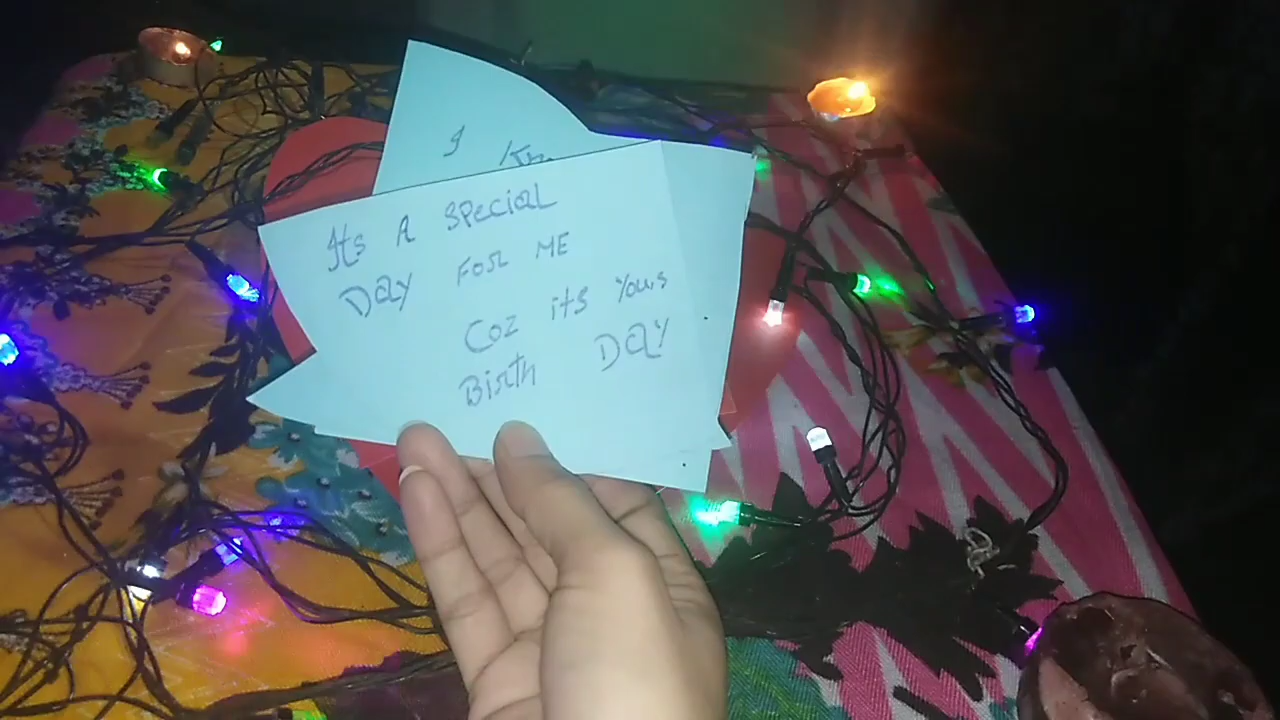 I
Its A SPecial
Day FOR ME
Coz its Yours
Birth DAY